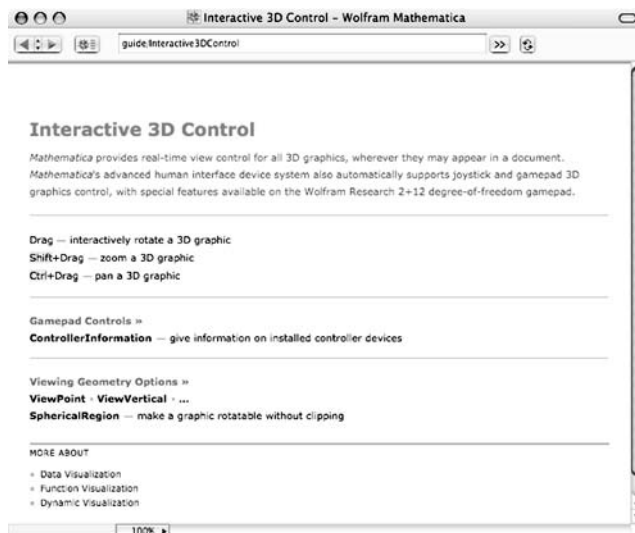 Interactive 3D Control – Wolfram Mathematica
guide/Interactive3DControl
>>
Interactive 3D Control
Mathematica provides real-time view control for all 3D graphics, wherever they may appear in a document.
Mathematica's advanced human interface device system also automatically supports joystick and gamepad 3D
graphics control, with special features available on the Wolfram Research 2+12 degree-of-freedom gamepad.
Drag — interactively rotate a 3D graphic
Shift+Drag — zoom a 3D graphic
Ctrl+Drag — pan a 3D graphic
Gamepad Controls »
ControllerInformation — give information on installed controller devices
Viewing Geometry Options »
ViewPoint ▪ ViewVertical ▪ ...
SphericalRegion — make a graphic rotatable without clipping
MORE ABOUT
▪ Data Visualization
▪ Function Visualization
▪ Dynamic Visualization
100%